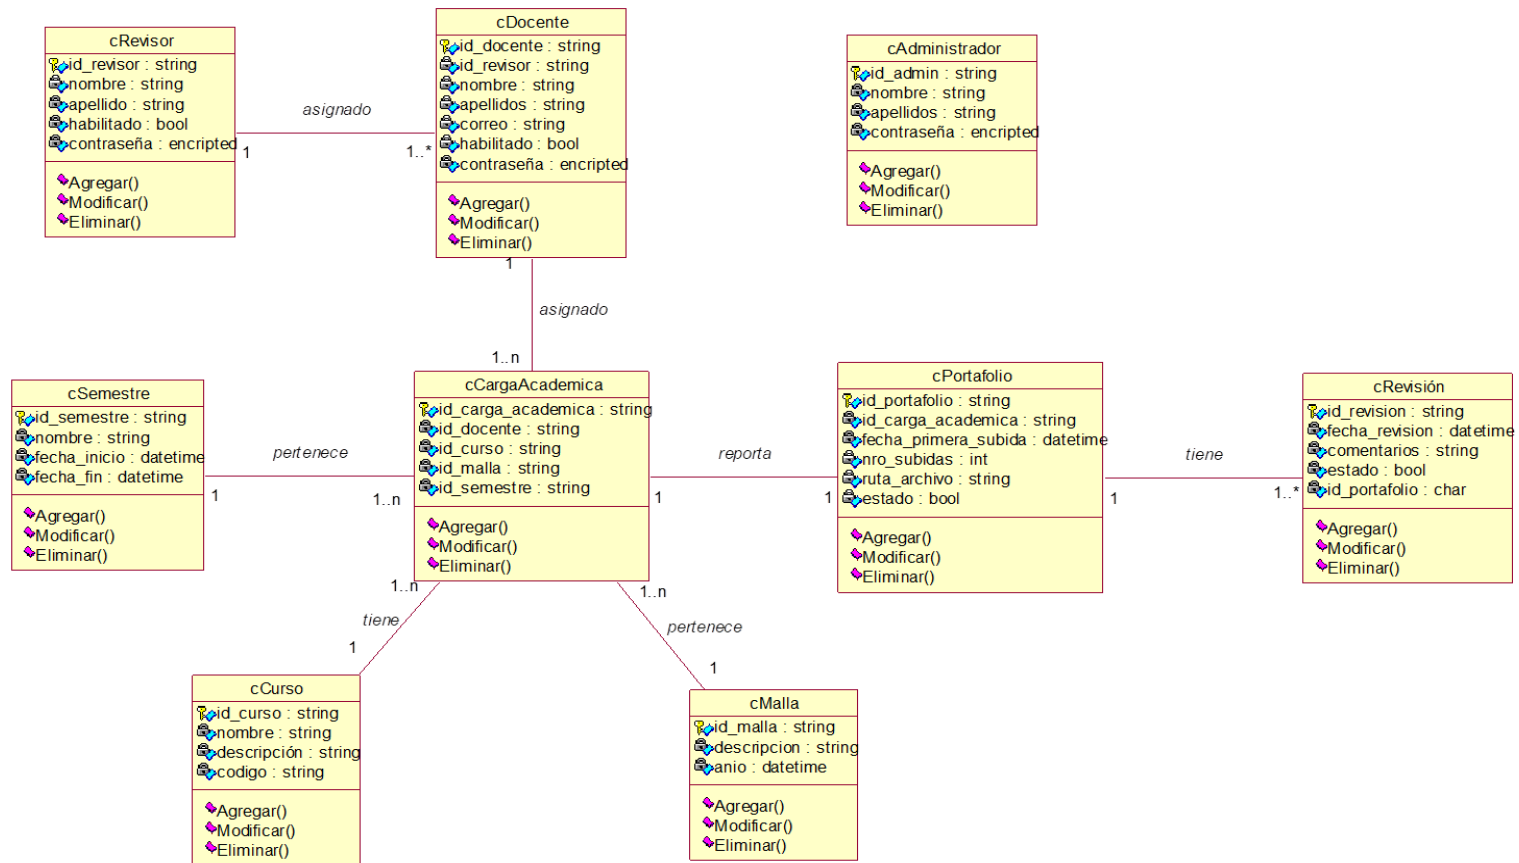 cRevisor
id_revisor : string
nombre : string
apellido : string
habilitado : bool
contraseña : encripted
Agregar()
Modificar()
Eliminar()
asignado
1
1..*
cDocente
id_docente : string
id_revisor : string
nombre : string
apellidos : string
correo : string
habilitado : bool
contraseña : encripted
Agregar()
Modificar()
Eliminar()
cAdministrador
id_admin : string
nombre : string
apellidos : string
contraseña : encripted
Agregar()
Modificar()
Eliminar()
1
asignado
1..n
cSemestre
id_semestre : string
nombre : string
fecha_inicio : datetime
fecha_fin : datetime
Agregar()
Modificar()
Eliminar()
pertenece
1
1..n
cCargaAcademica
id_carga_academica : string
id_docente : string
id_curso : string
id_malla : string
id_semestre : string
Agregar()
Modificar()
Eliminar()
reporta
1
1
cPortafolio
id_portafolio : string
id_carga_academica : string
fecha_primera_subida : datetime
nro_subidas : int
ruta_archivo : string
estado : bool
Agregar()
Modificar()
Eliminar()
tiene
1
1..*
cRevisión
id_revision : string
fecha_revision : datetime
comentarios : string
estado : bool
id_portafolio : char
Agregar()
Modificar()
Eliminar()
1..n
tiene
1
1..n
pertenece
1
cCurso
id_curso : string
nombre : string
descripción : string
codigo : string
Agregar()
Modificar()
Eliminar()
cMalla
id_malla : string
descripcion : string
anio : datetime
Agregar()
Modificar()
Eliminar()